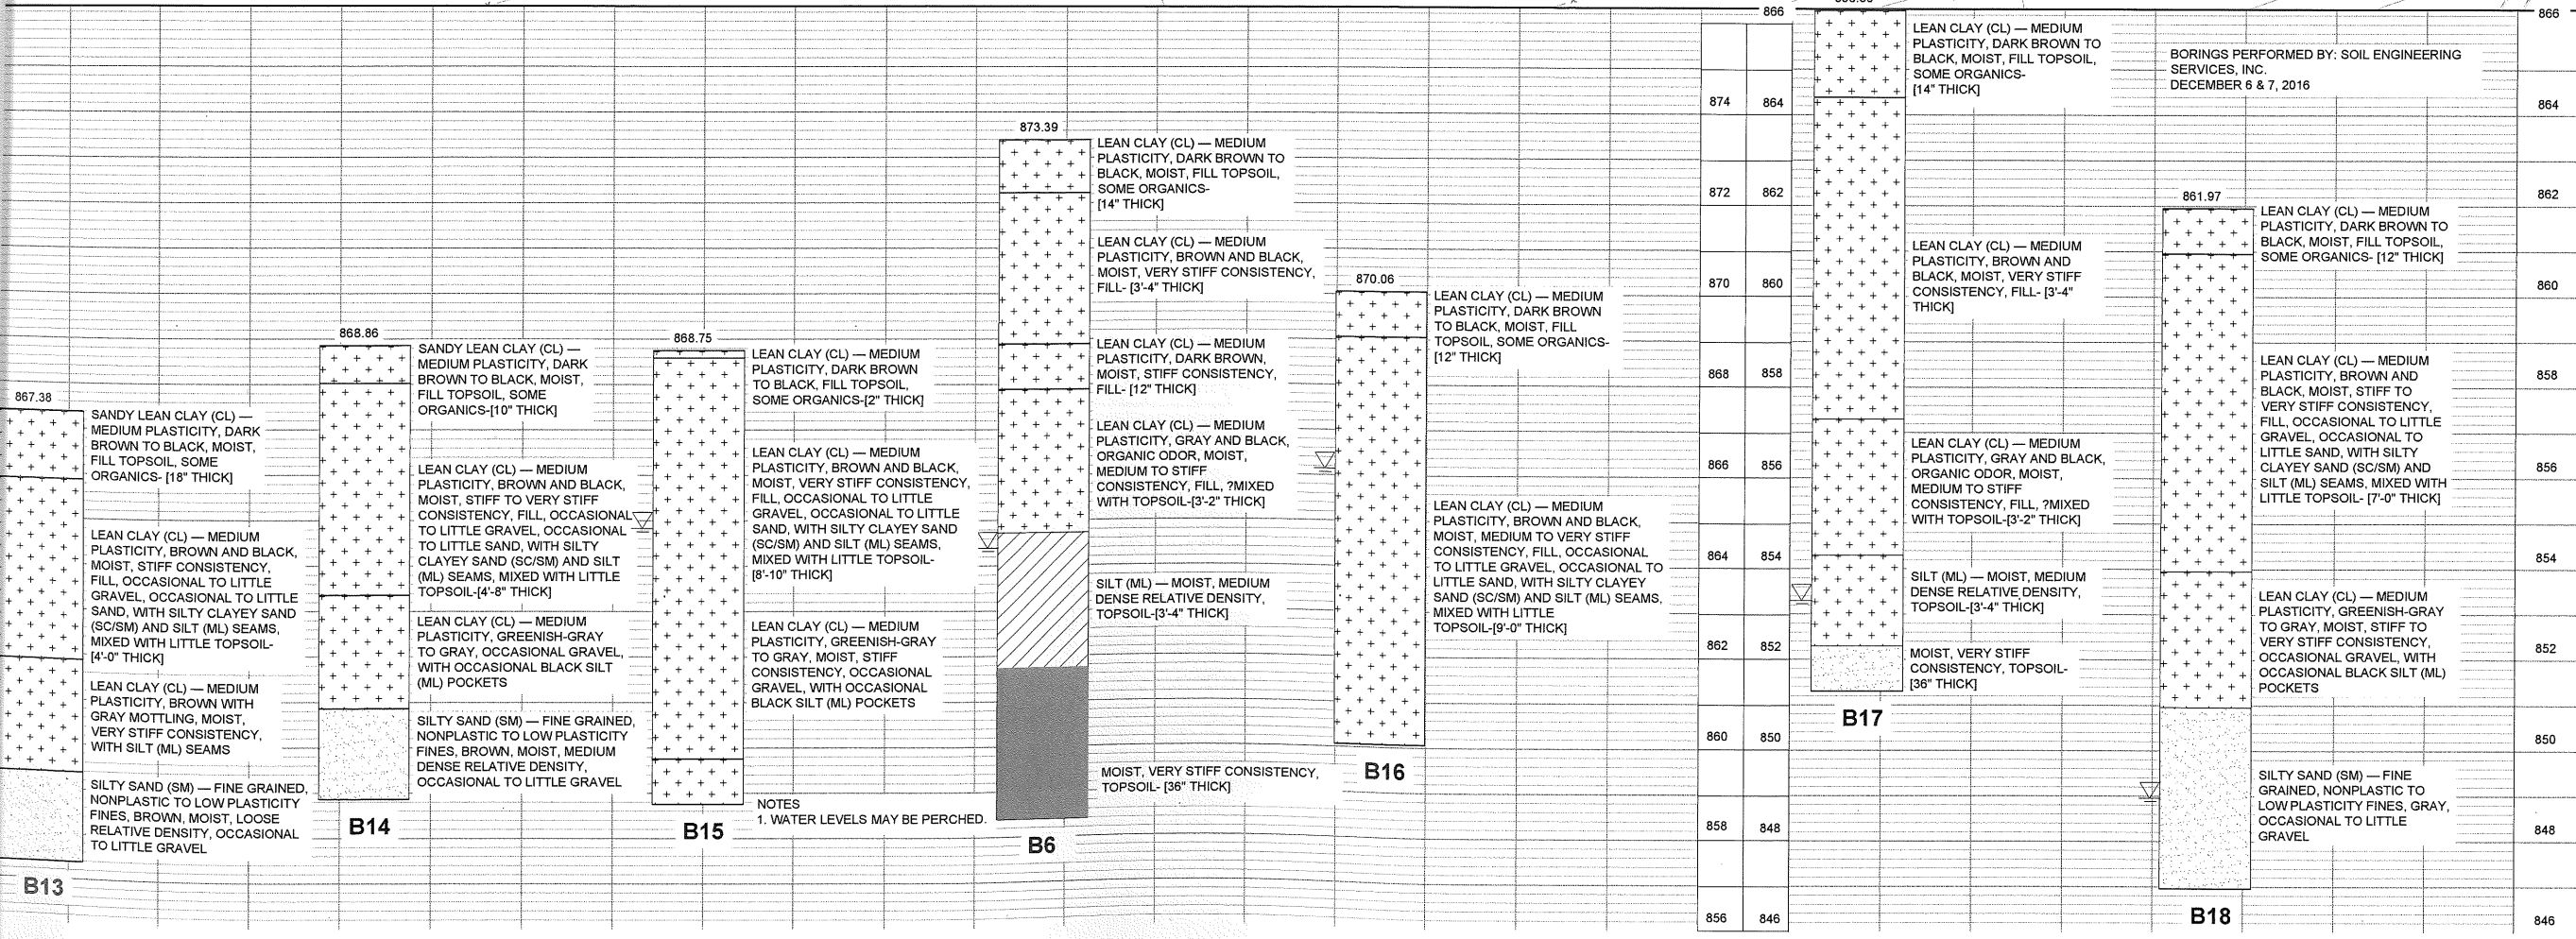 867.38
SANDY LEAN CLAY (CL) —
MEDIUM PLASTICITY, DARK
BROWN TO BLACK, MOIST,
FILL TOPSOIL, SOME
ORGANICS- [18" THICK]
LEAN CLAY (CL) — MEDIUM
PLASTICITY, BROWN AND BLACK,
MOIST, STIFF CONSISTENCY,
FILL, OCCASIONAL TO LITTLE
GRAVEL, OCCASIONAL TO LITTLE
SAND, WITH SILTY CLAYEY SAND
(SC/SM) AND SILT (ML) SEAMS,
MIXED WITH LITTLE TOPSOIL-
[4'-0" THICK]
LEAN CLAY (CL) — MEDIUM
PLASTICITY, BROWN WITH
GRAY MOTTLING, MOIST,
VERY STIFF CONSISTENCY,
WITH SILT (ML) SEAMS
SILTY SAND (SM) — FINE GRAINED,
NONPLASTIC TO LOW PLASTICITY
FINES, BROWN, MOIST, LOOSE
RELATIVE DENSITY, OCCASIONAL
TO LITTLE GRAVEL
B13
868.86
SANDY LEAN CLAY (CL) —
MEDIUM PLASTICITY, DARK
BROWN TO BLACK, MOIST,
FILL TOPSOIL, SOME
ORGANICS-[10" THICK]
LEAN CLAY (CL) — MEDIUM
PLASTICITY, BROWN AND BLACK,
MOIST, STIFF TO VERY STIFF
CONSISTENCY, FILL, OCCASIONAL
TO LITTLE GRAVEL, OCCASIONAL
TO LITTLE SAND, WITH SILTY
CLAYEY SAND (SC/SM) AND SILT
(ML) SEAMS, MIXED WITH LITTLE
TOPSOIL-[4'-8" THICK]
LEAN CLAY (CL) — MEDIUM
PLASTICITY, GREENISH-GRAY
TO GRAY, OCCASIONAL GRAVEL,
WITH OCCASIONAL BLACK SILT
(ML) POCKETS
SILTY SAND (SM) — FINE GRAINED,
NONPLASTIC TO LOW PLASTICITY
FINES, BROWN, MOIST, MEDIUM
DENSE RELATIVE DENSITY,
OCCASIONAL TO LITTLE GRAVEL
B14
868.75
LEAN CLAY (CL) — MEDIUM
PLASTICITY, DARK BROWN
TO BLACK, FILL TOPSOIL,
SOME ORGANICS-[2" THICK]
LEAN CLAY (CL) — MEDIUM
PLASTICITY, BROWN AND BLACK,
MOIST, VERY STIFF CONSISTENCY,
FILL, OCCASIONAL TO LITTLE
GRAVEL, OCCASIONAL TO LITTLE
SAND, WITH SILTY CLAYEY SAND
(SC/SM) AND SILT (ML) SEAMS,
MIXED WITH LITTLE TOPSOIL-
[8'-10" THICK]
LEAN CLAY (CL) — MEDIUM
PLASTICITY, GREENISH-GRAY
TO GRAY, MOIST, STIFF
CONSISTENCY, OCCASIONAL
GRAVEL, WITH OCCASIONAL
BLACK SILT (ML) POCKETS
B15
NOTES
1. WATER LEVELS MAY BE PERCHED.
873.39
LEAN CLAY (CL) — MEDIUM
PLASTICITY, DARK BROWN TO
BLACK, MOIST, FILL TOPSOIL,
SOME ORGANICS-
[14" THICK]
LEAN CLAY (CL) — MEDIUM
PLASTICITY, BROWN AND BLACK,
MOIST, VERY STIFF CONSISTENCY,
FILL- [3'-4" THICK]
LEAN CLAY (CL) — MEDIUM
PLASTICITY, DARK BROWN,
MOIST, STIFF CONSISTENCY,
FILL- [12" THICK]
LEAN CLAY (CL) — MEDIUM
PLASTICITY, GRAY AND BLACK,
ORGANIC ODOR, MOIST,
MEDIUM TO STIFF
CONSISTENCY, FILL, ?MIXED
WITH TOPSOIL-[3'-2" THICK]
SILT (ML) — MOIST, MEDIUM
DENSE RELATIVE DENSITY,
TOPSOIL-[3'-4" THICK]
MOIST, VERY STIFF CONSISTENCY,
TOPSOIL- [36" THICK]
B6
870.06
LEAN CLAY (CL) — MEDIUM
PLASTICITY, DARK BROWN
TO BLACK, MOIST, FILL
TOPSOIL, SOME ORGANICS-
[12" THICK]
LEAN CLAY (CL) — MEDIUM
PLASTICITY, BROWN AND BLACK,
MOIST, MEDIUM TO VERY STIFF
CONSISTENCY, FILL, OCCASIONAL
TO LITTLE GRAVEL, OCCASIONAL TO
LITTLE SAND, WITH SILTY CLAYEY
SAND (SC/SM) AND SILT (ML) SEAMS,
MIXED WITH LITTLE
TOPSOIL-[9'-0" THICK]
B16
866
874 864
872 862
870 860
868 858
866 856
864 854
862 852
860 850
858 848
856 846
LEAN CLAY (CL) — MEDIUM
PLASTICITY, DARK BROWN TO
BLACK, MOIST, FILL TOPSOIL,
SOME ORGANICS-
[14" THICK]
LEAN CLAY (CL) — MEDIUM
PLASTICITY, BROWN AND
BLACK, MOIST, VERY STIFF
CONSISTENCY, FILL- [3'-4"
THICK]
LEAN CLAY (CL) — MEDIUM
PLASTICITY, GRAY AND BLACK,
ORGANIC ODOR, MOIST,
MEDIUM TO STIFF
CONSISTENCY, FILL, ?MIXED
WITH TOPSOIL-[3'-2" THICK]
SILT (ML) — MOIST, MEDIUM
DENSE RELATIVE DENSITY,
TOPSOIL-[3'-4" THICK]
MOIST, VERY STIFF
CONSISTENCY, TOPSOIL-
[36" THICK]
B17
BORINGS PERFORMED BY: SOIL ENGINEERING
SERVICES, INC.
DECEMBER 6 & 7, 2016
861.97
LEAN CLAY (CL) — MEDIUM
PLASTICITY, DARK BROWN TO
BLACK, MOIST, FILL TOPSOIL,
SOME ORGANICS- [12" THICK]
LEAN CLAY (CL) — MEDIUM
PLASTICITY, BROWN AND
BLACK, MOIST, STIFF TO
VERY STIFF CONSISTENCY,
FILL, OCCASIONAL TO LITTLE
GRAVEL, OCCASIONAL TO
LITTLE SAND, WITH SILTY
CLAYEY SAND (SC/SM) AND
SILT (ML) SEAMS, MIXED WITH
LITTLE TOPSOIL- [7'-0" THICK]
LEAN CLAY (CL) — MEDIUM
PLASTICITY, GREENISH-GRAY
TO GRAY, MOIST, STIFF TO
VERY STIFF CONSISTENCY,
OCCASIONAL GRAVEL, WITH
OCCASIONAL BLACK SILT (ML)
POCKETS
SILTY SAND (SM) — FINE
GRAINED, NONPLASTIC TO
LOW PLASTICITY FINES, GRAY,
OCCASIONAL TO LITTLE
GRAVEL
B18
866
864
862
860
858
856
854
852
850
848
846